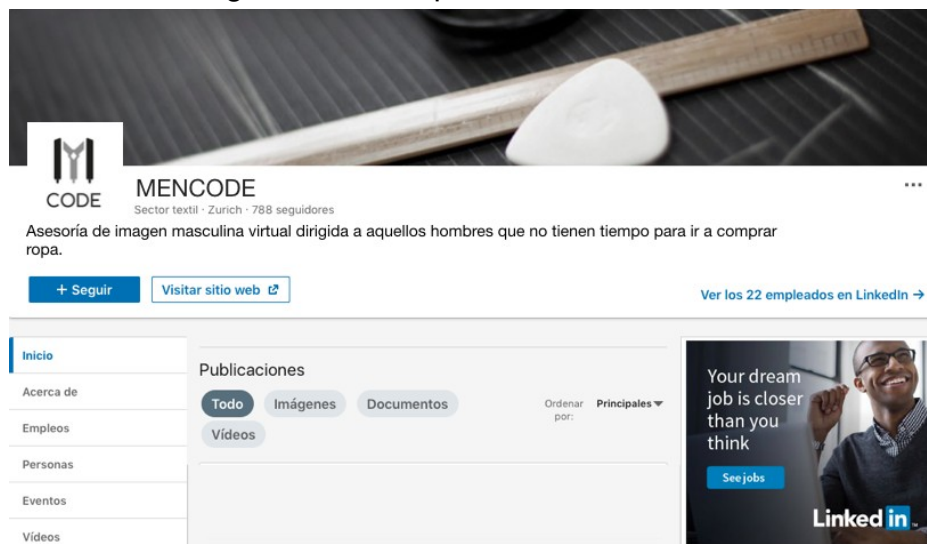 CODE
MENCODE
Sector textil · Zurich · 788 seguidores
Asesoría de imagen masculina virtual dirigida a aquellos hombres que no tienen tiempo para ir a comprar
ropa.
+ Seguir
Visitar sitio web
Ver los 22 empleados en LinkedIn →
Inicio
Acerca de
Empleos
Personas
Eventos
Vídeos
Publicaciones
Todo Imágenes Documentos
Vídeos
Ordenar
por:
Principales
Your dream
job is closer
than you
think
See jobs
Linked in